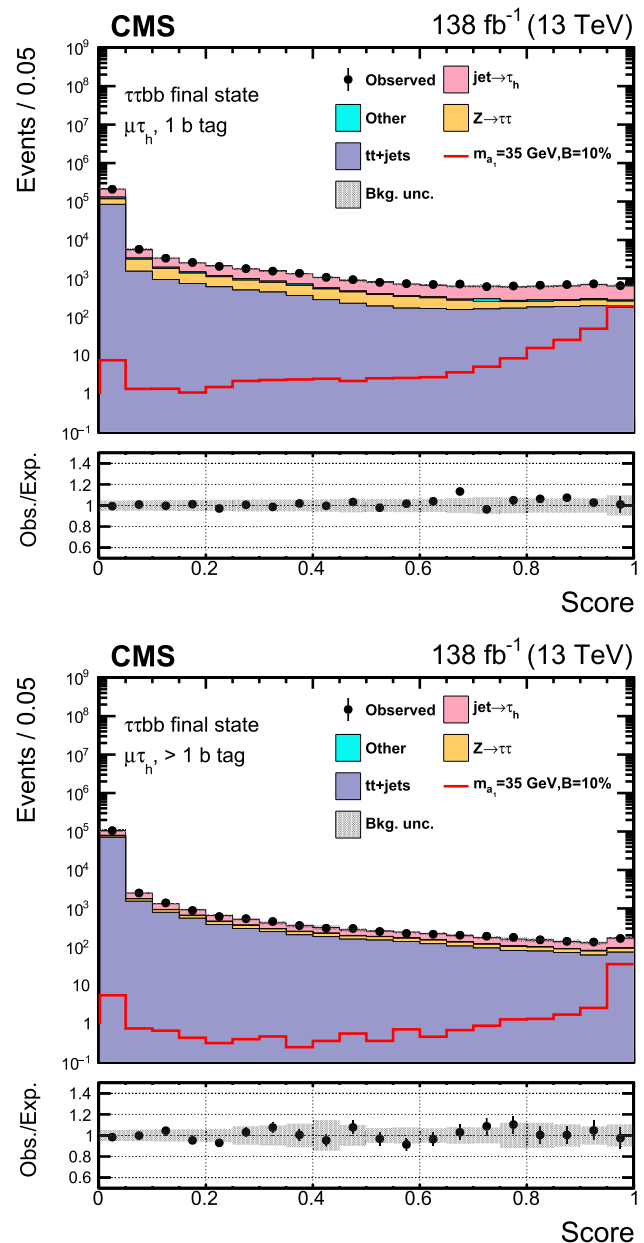 CMS 138 fb⁻¹ (13 TeV)
Events / 0.05
10⁹
10⁸
10⁷
10⁶
10⁵
10⁴
10³
10²
10
1
10⁻¹
ττbb final state
μτₕ, 1 b tag
Observed jet→τₕ
Other Z→ττ
tt+jets mₐ₁=35 GeV,B=10%
Bkg. unc.
Obs./Exp.
1.4
1.2
1
0.8
0.6
0 0.2 0.4 0.6 0.8 1
Score
CMS 138 fb⁻¹ (13 TeV)
Events / 0.05
10⁹
10⁸
10⁷
10⁶
10⁵
10⁴
10³
10²
10
1
10⁻¹
ττbb final state
μτₕ, > 1 b tag
Observed jet→τₕ
Other Z→ττ
tt+jets mₐ₁=35 GeV,B=10%
Bkg. unc.
Obs./Exp.
1.4
1.2
1
0.8
0.6
0 0.2 0.4 0.6 0.8 1
Score